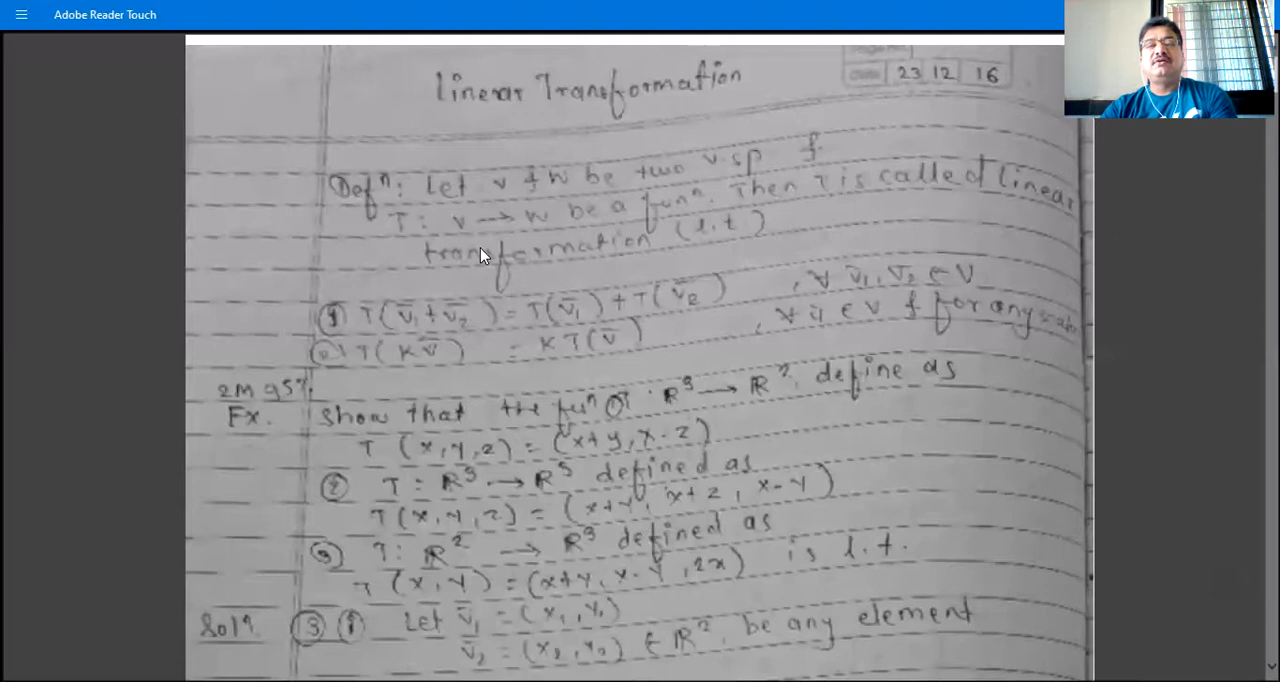 Adobe Reader Touch
Linear Transformation
Date 23 12 16
Defⁿ: Let v & w be two v.sp &
T: v → w be a funⁿ. Then T is called linear
transformation (l.t)
① T(v̄₁+v̄₂) = T(v̄₁)+T(v̄₂) , ∀ v̄₁, v̄₂ ∈ V
② T(Kv̄) = KT(v̄) , ∀ v̄ ∈ v & for any
2M
Ex. show that the funⁿ ① T: ℝ³ → ℝ² define as
T (x,y,z) = (x+y, x-z)
② T: ℝ³ → ℝ³ defined as
T(x,y,z) = (x+y, x+z, x-y)
③ T: ℝ² → ℝ³ defined as
T (x,y) = (x+y, x-y, 2x) is l.t.
Solⁿ. ③ ① Let v̄₁ = (x₁, y₁)
v̄₂ = (x₂, y₂) ∈ ℝ² be any element